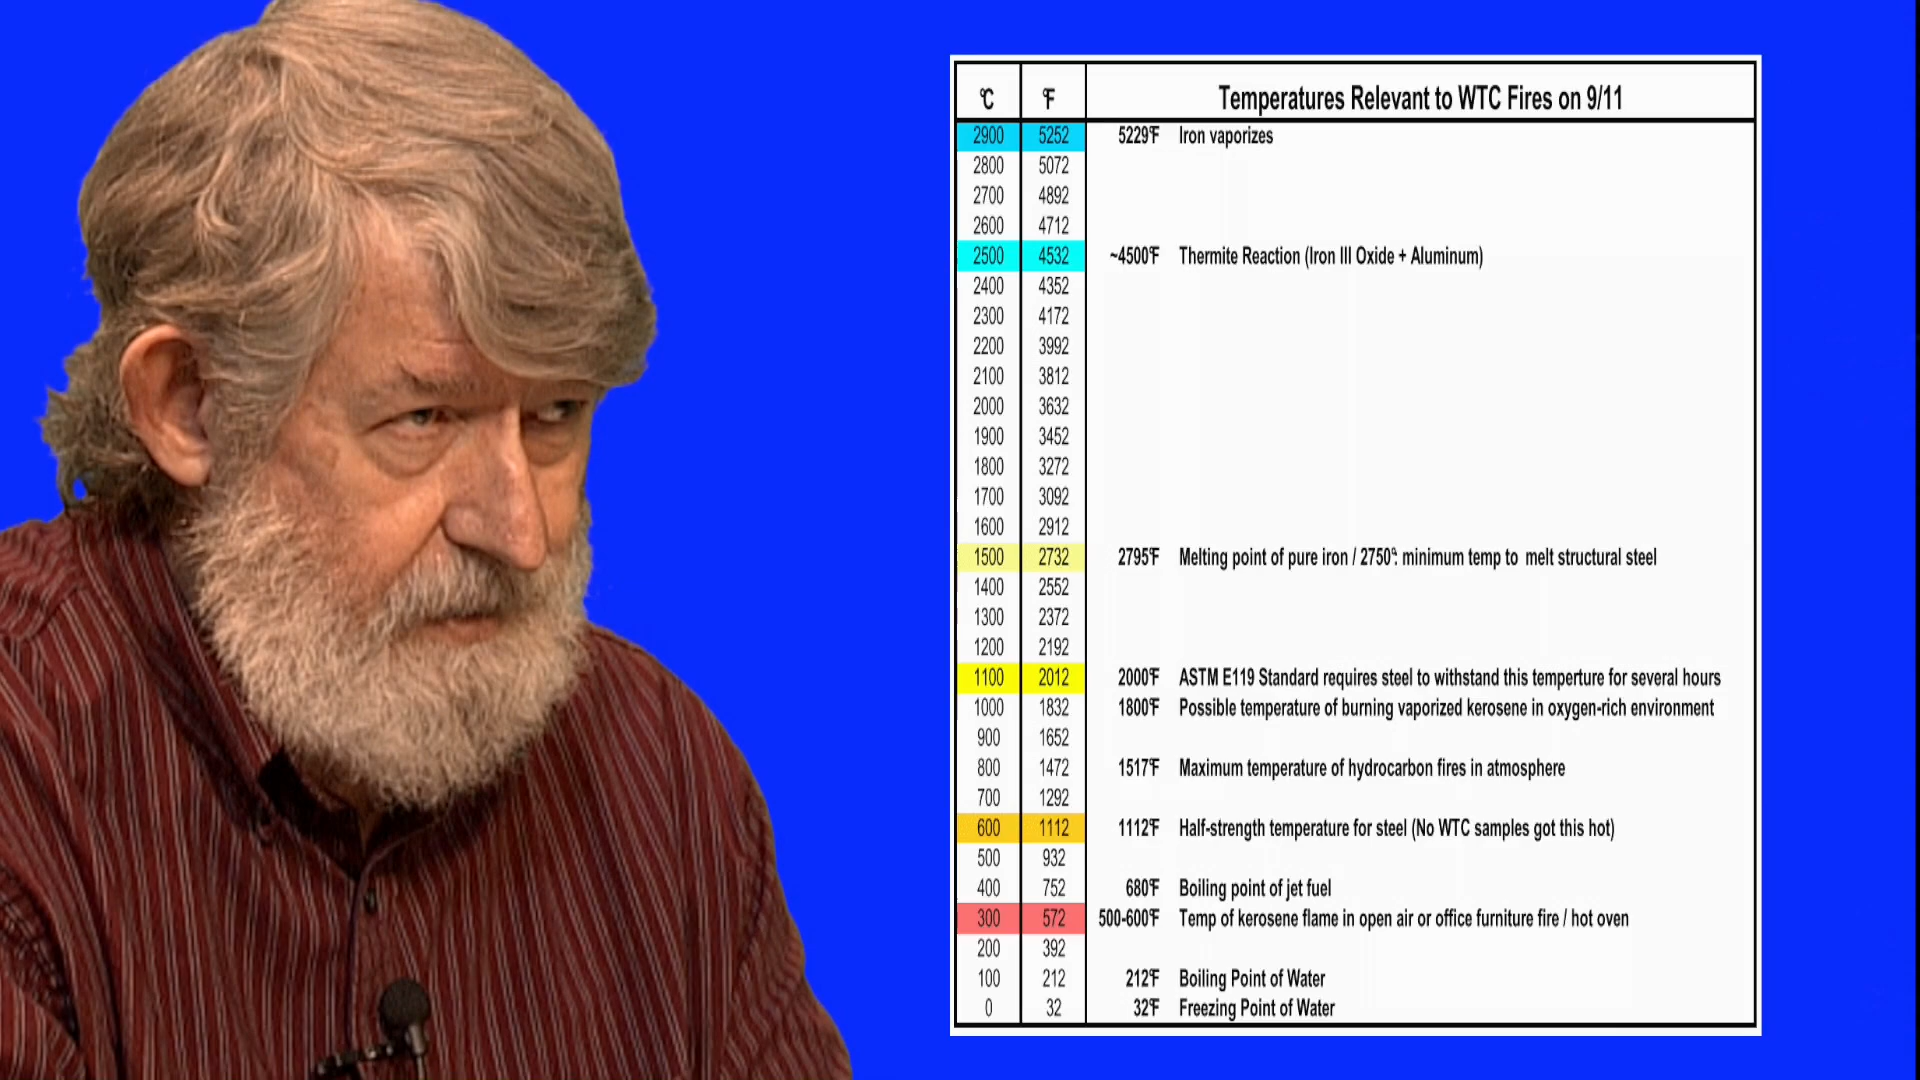 °C °F Temperatures Relevant to WTC Fires on 9/11
2900 5252 5229°F Iron vaporizes
2800 5072
2700 4892
2600 4712
2500 4532 ~4500°F Thermite Reaction (Iron III Oxide + Aluminum)
2400 4352
2300 4172
2200 3992
2100 3812
2000 3632
1900 3452
1800 3272
1700 3092
1600 2912
1500 2732 2795°F Melting point of pure iron / 2750°: minimum temp to melt structural steel
1400 2552
1300 2372
1200 2192
1100 2012 2000°F ASTM E119 Standard requires steel to withstand this temperture for several hours
1000 1832 1800°F Possible temperature of burning vaporized kerosene in oxygen-rich environment
900 1652
800 1472 1517°F Maximum temperature of hydrocarbon fires in atmosphere
700 1292
600 1112 1112°F Half-strength temperature for steel (No WTC samples got this hot)
500 932
400 752 680°F Boiling point of jet fuel
300 572 500-600°F Temp of kerosene flame in open air or office furniture fire / hot oven
200 392
100 212 212°F Boiling Point of Water
0 32 32°F Freezing Point of Water